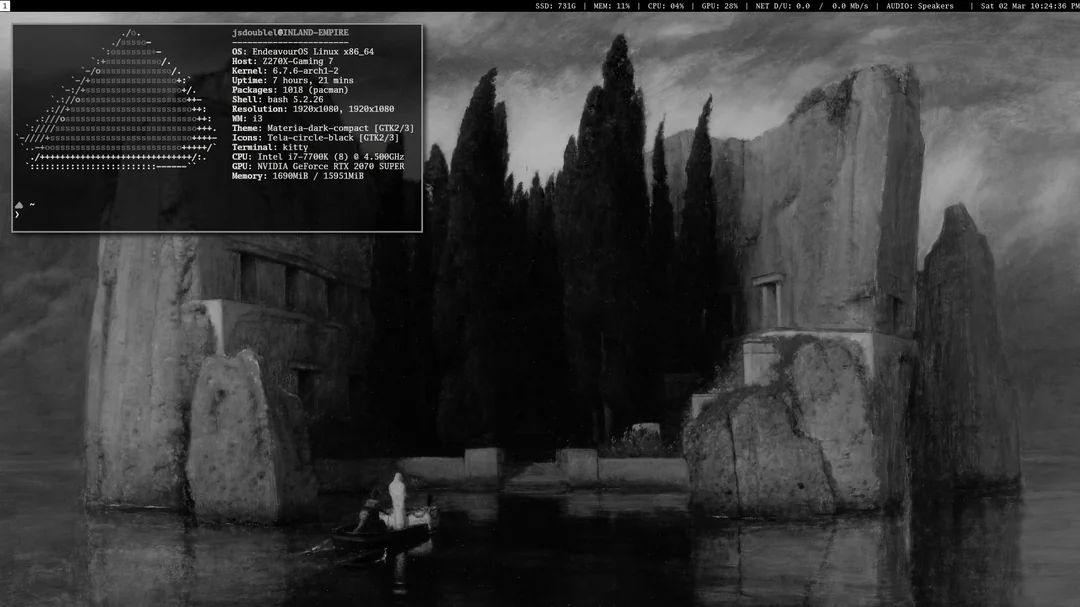 1
SSD: 731G | MEM: 11% | CPU: 04% | GPU: 28% | NET D/U: 0.0 / 0.0 Mb/s | AUDIO: Speakers | Sat 02 Mar 10:24:36 PM
jsdoublel@INLAND-EMPIRE
-----------------------
OS: EndeavourOS Linux x86_64
Host: Z270X-Gaming 7
Kernel: 6.7.6-arch1-2
Uptime: 7 hours, 21 mins
Packages: 1018 (pacman)
Shell: bash 5.2.26
Resolution: 1920x1080, 1920x1080
WM: i3
Theme: Materia-dark-compact [GTK2/3]
Icons: Tela-circle-black [GTK2/3]
Terminal: kitty
CPU: Intel i7-7700K (8) @ 4.500GHz
GPU: NVIDIA GeForce RTX 2070 SUPER
Memory: 1690MiB / 15951MiB
~
❯